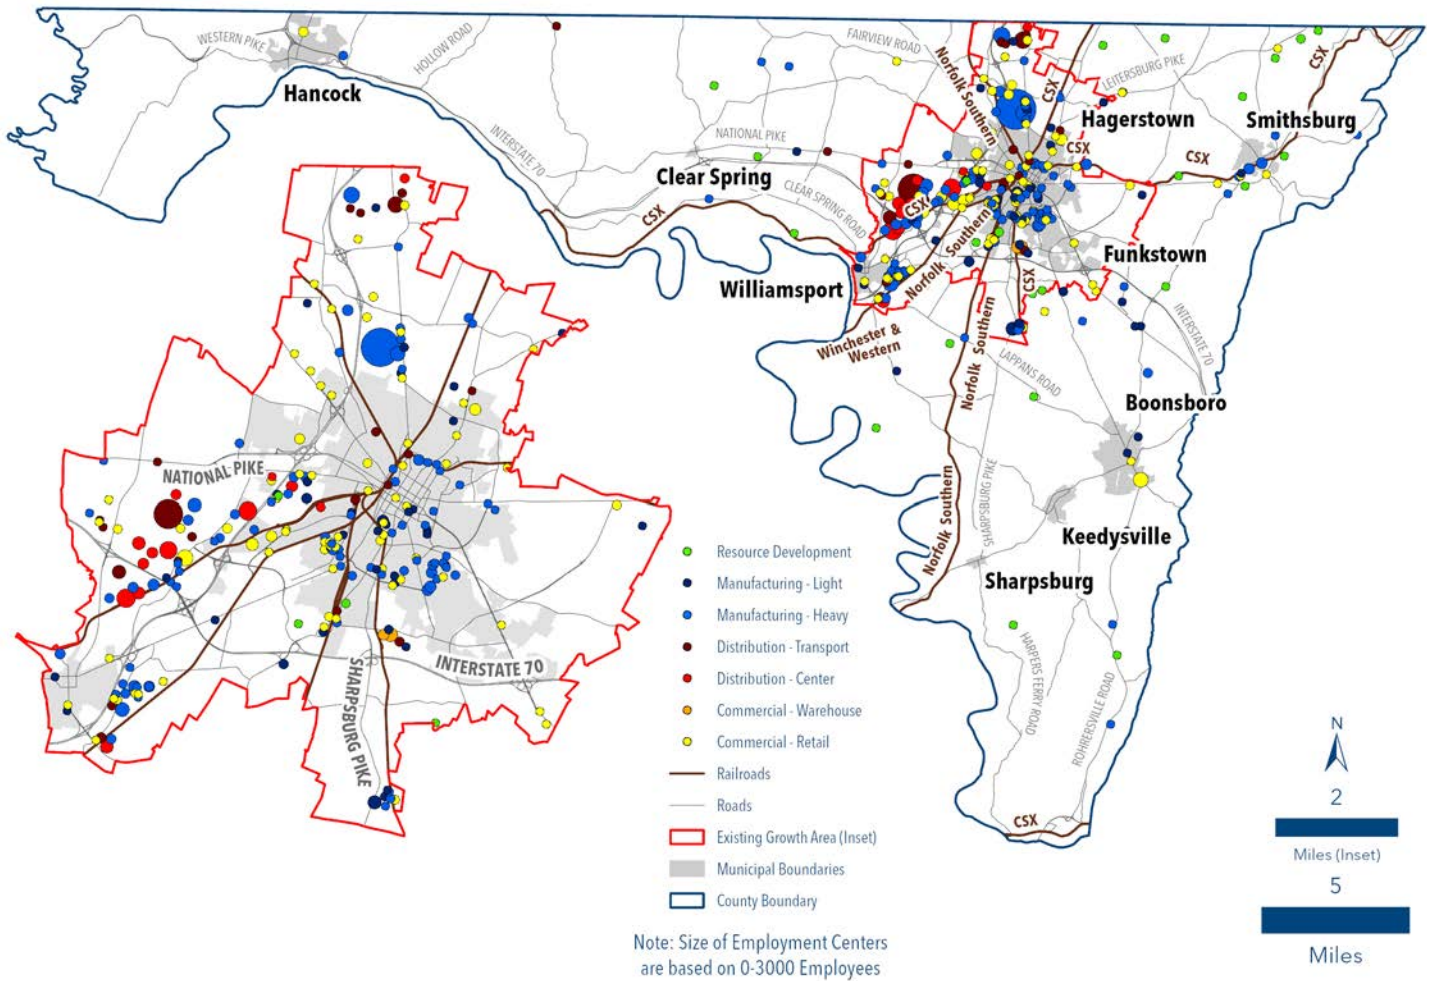 WESTERN PIKE
HOLLOW ROAD
Hancock
INTERSTATE 70
NATIONAL PIKE
Clear Spring
CLEAR SPRING ROAD
CSX
FAIRVIEW ROAD
Norfolk Southern
CSX
LEITERSBURG PIKE
Hagerstown
CSX
CSX
Smithsburg
CSX
CSX
Norfolk Southern
CSX
Funkstown
Williamsport
Winchester &
Western
INTERSTATE 70
Norfolk Southern
LAPPANS ROAD
Boonsboro
Norfolk Southern
SHARPSBURG PIKE
Keedysville
Sharpsburg
HARPERS FERRY ROAD
ROHRERSVILLE ROAD
CSX
NATIONAL PIKE
INTERSTATE 70
SHARPSBURG PIKE
Resource Development
Manufacturing - Light
Manufacturing - Heavy
Distribution - Transport
Distribution - Center
Commercial - Warehouse
Commercial - Retail
Railroads
Roads
Existing Growth Area (Inset)
Municipal Boundaries
County Boundary
Note: Size of Employment Centers
are based on 0-3000 Employees
N
2
Miles (Inset)
5
Miles